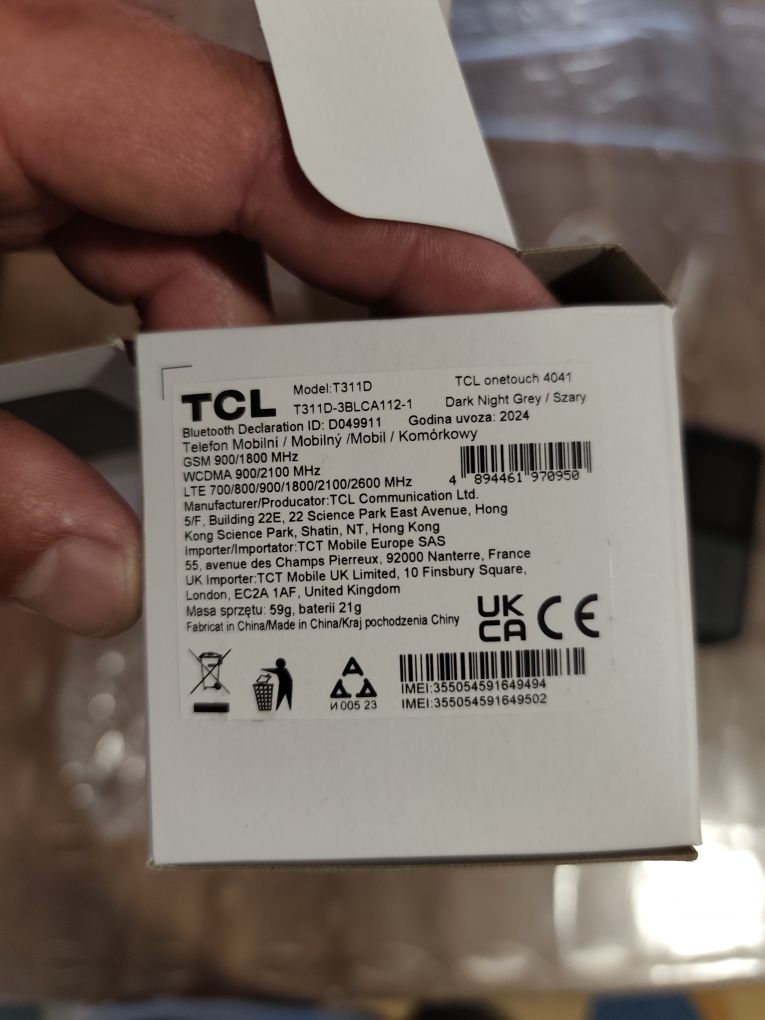 TCL
Model:T311D
TCL onetouch 4041
T311D-3BLCA112-1
Dark Night Grey / Szary
Bluetooth Declaration ID: D049911
Godina uvoza: 2024
Telefon Mobilní / Mobilný /Mobil / Komórkowy
GSM 900/1800 MHz
WCDMA 900/2100 MHz
LTE 700/800/900/1800/2100/2600 MHz
4 894461 970950
Manufacturer/Producator:TCL Communication Ltd.
5/F, Building 22E, 22 Science Park East Avenue, Hong
Kong Science Park, Shatin, NT, Hong Kong
Importer/Importator:TCT Mobile Europe SAS
55, avenue des Champs Pierreux, 92000 Nanterre, France
UK Importer:TCT Mobile UK Limited, 10 Finsbury Square,
London, EC2A 1AF, United Kingdom
Masa sprzętu: 59g, baterii 21g
Fabricat in China/Made in China/Kraj pochodzenia Chiny
UK
CA
CE
И 005 23
IMEI:355054591649494
IMEI:355054591649502